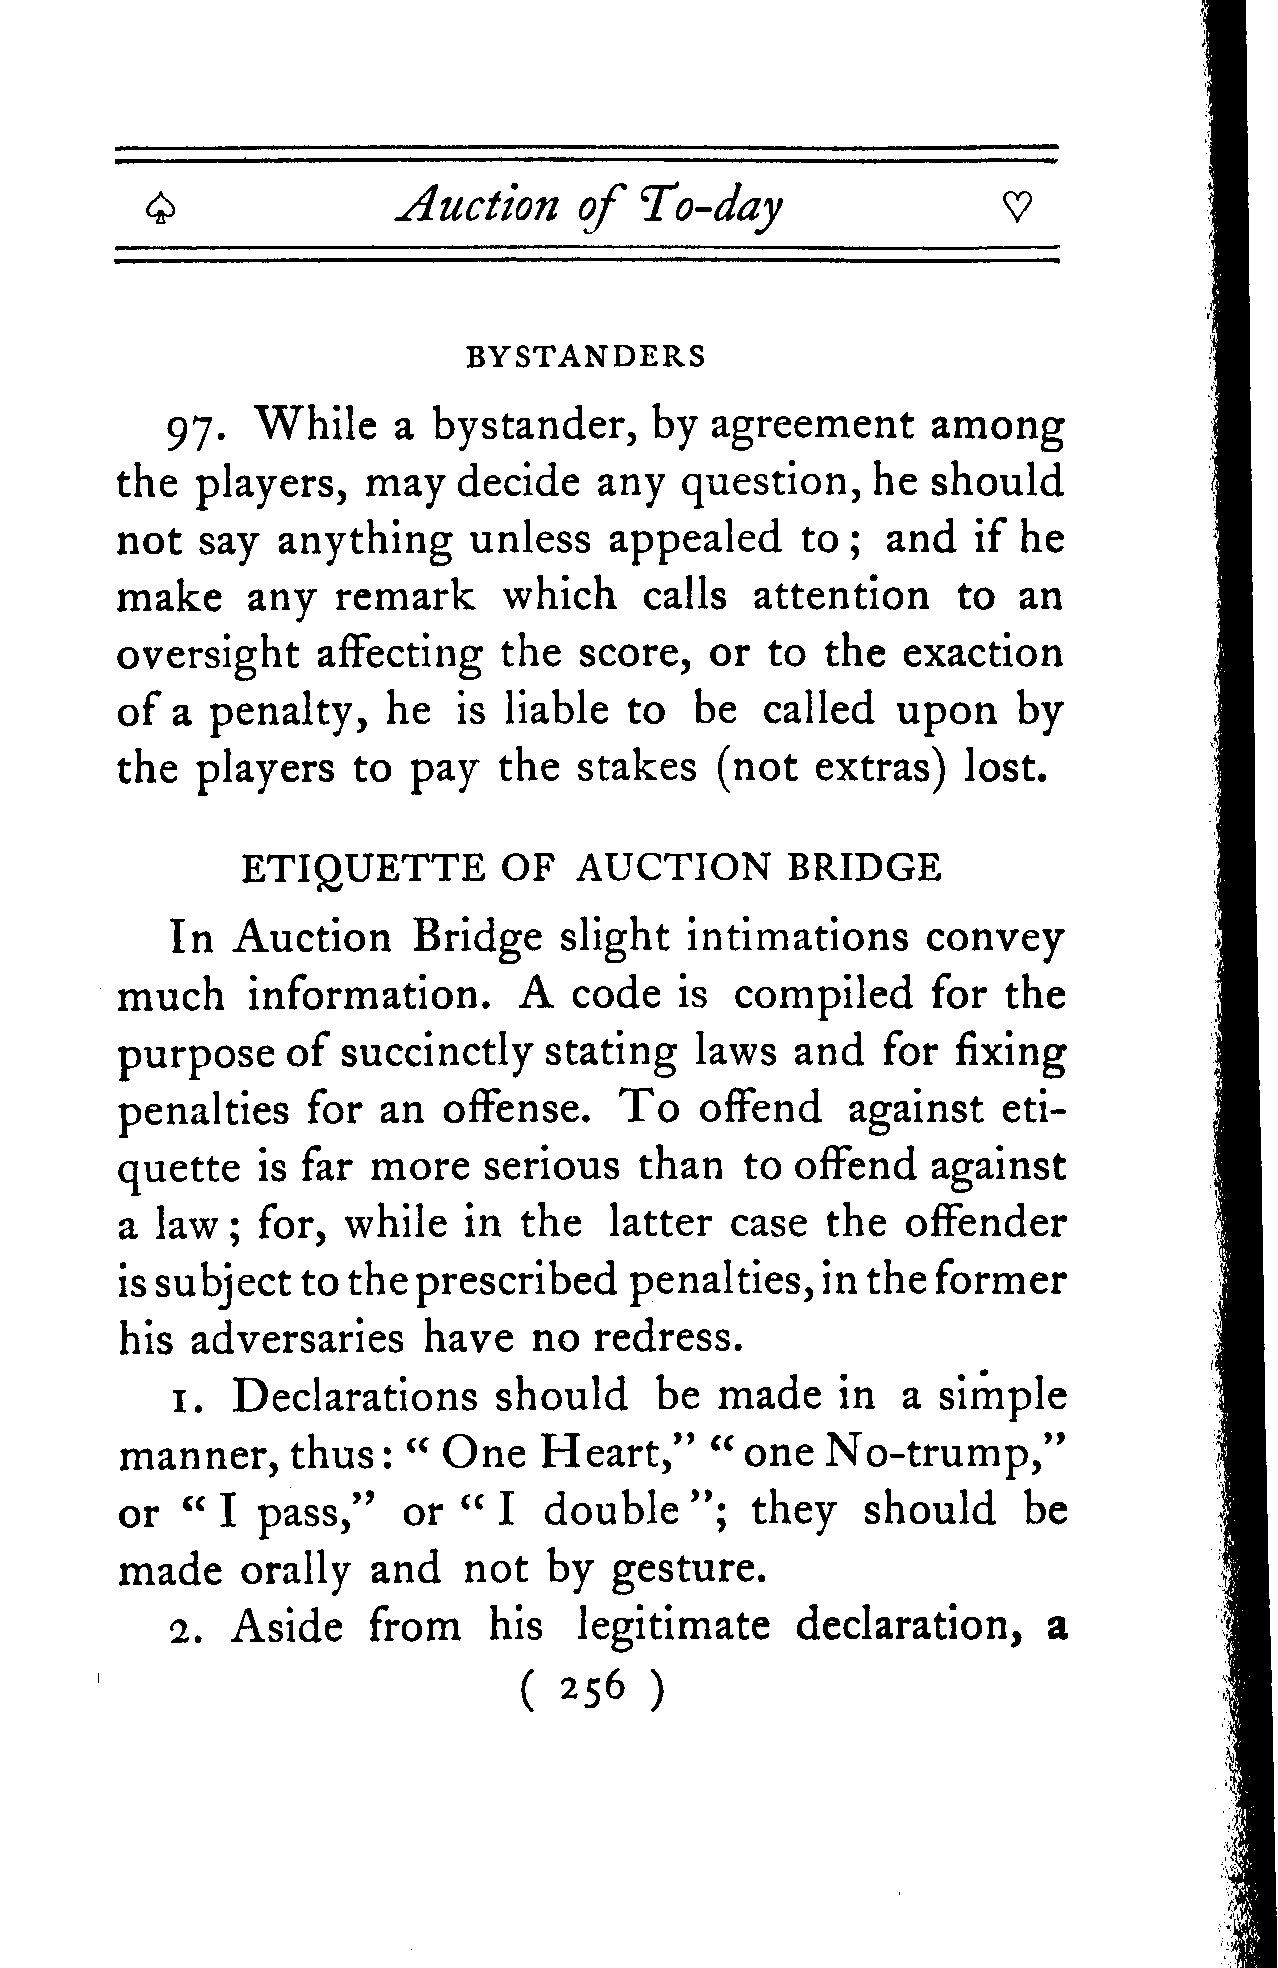 ♤ Auction of To-day ♡
BYSTANDERS
97. While a bystander, by agreement among
the players, may decide any question, he should
not say anything unless appealed to; and if he
make any remark which calls attention to an
oversight affecting the score, or to the exaction
of a penalty, he is liable to be called upon by
the players to pay the stakes (not extras) lost.
ETIQUETTE OF AUCTION BRIDGE
In Auction Bridge slight intimations convey
much information. A code is compiled for the
purpose of succinctly stating laws and for fixing
penalties for an offense. To offend against eti-
quette is far more serious than to offend against
a law; for, while in the latter case the offender
is subject to the prescribed penalties, in the former
his adversaries have no redress.
1. Declarations should be made in a simple
manner, thus: "One Heart," "one No-trump,"
or "I pass," or "I double"; they should be
made orally and not by gesture.
2. Aside from his legitimate declaration, a
( 256 )